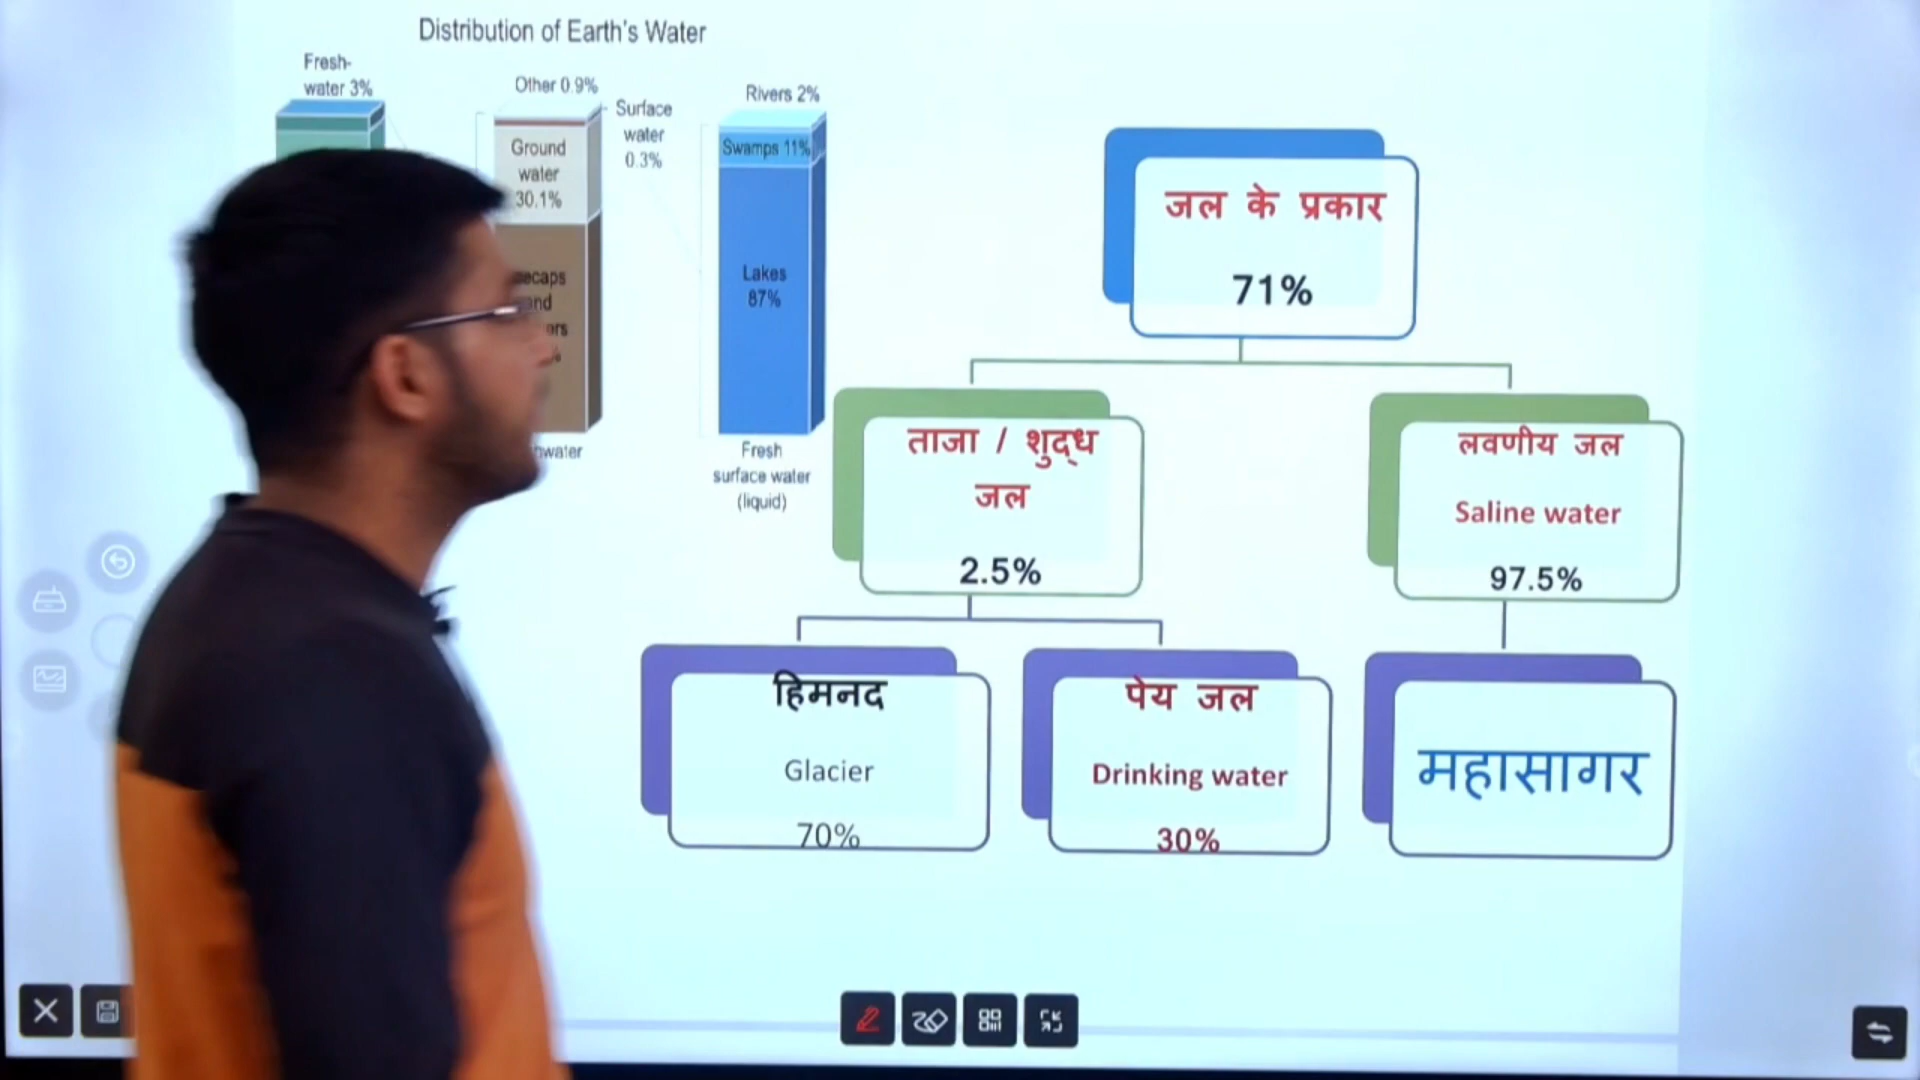 Distribution of Earth's Water
Fresh-
water 3%
Other 0.9%
Surface
water
0.3%
Ground
water
30.1%
Rivers 2%
Swamps 11%
Lakes
87%
Fresh
surface water
(liquid)
जल के प्रकार
71%
ताजा / शुद्ध
जल
2.5%
लवणीय जल
Saline water
97.5%
हिमनद
Glacier
70%
पेय जल
Drinking water
30%
महासागर